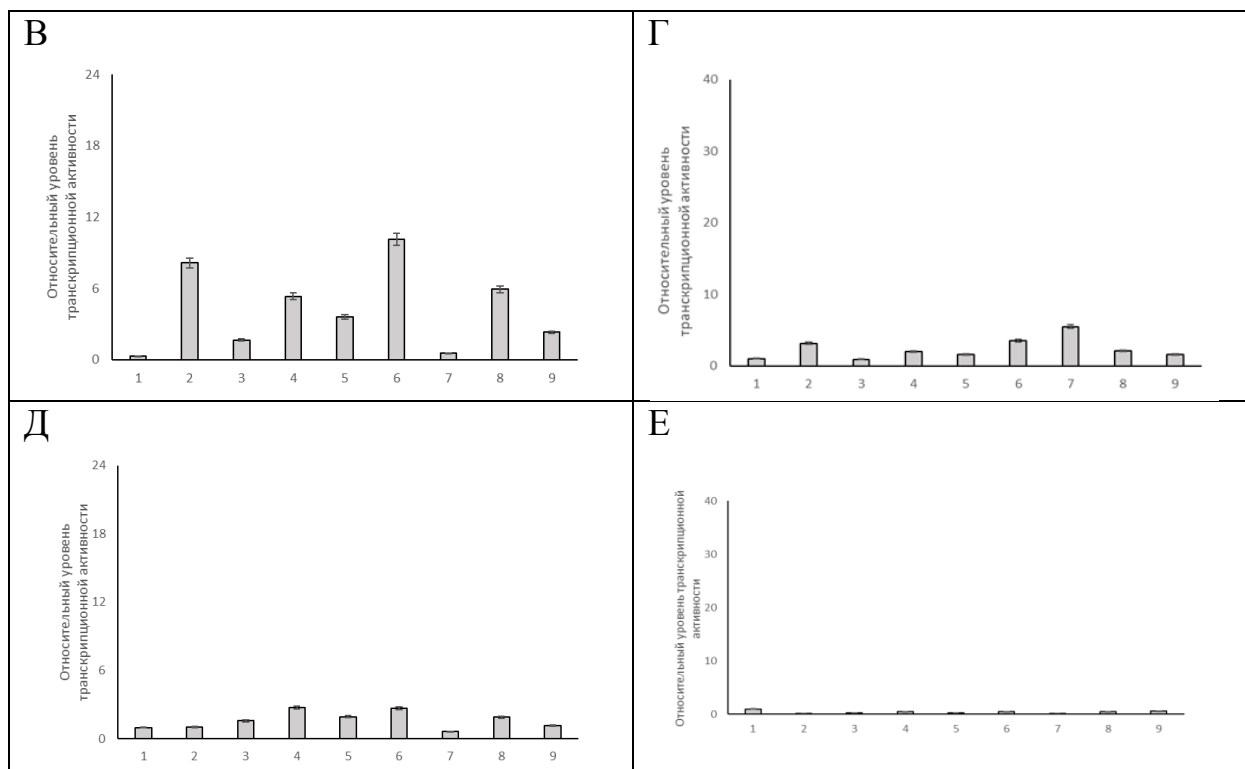 В
Относительный уровень
транскрипционной активности
24
18
12
6
0
1 2 3 4 5 6 7 8 9
Г
Относительный уровень
транскрипционной активности
40
30
20
10
0
1 2 3 4 5 6 7 8 9
Д
Относительный уровень
транскрипционной активности
24
18
12
6
0
1 2 3 4 5 6 7 8 9
Е
Относительный уровень транскрипционной
активности
40
30
20
10
0
1 2 3 4 5 6 7 8 9